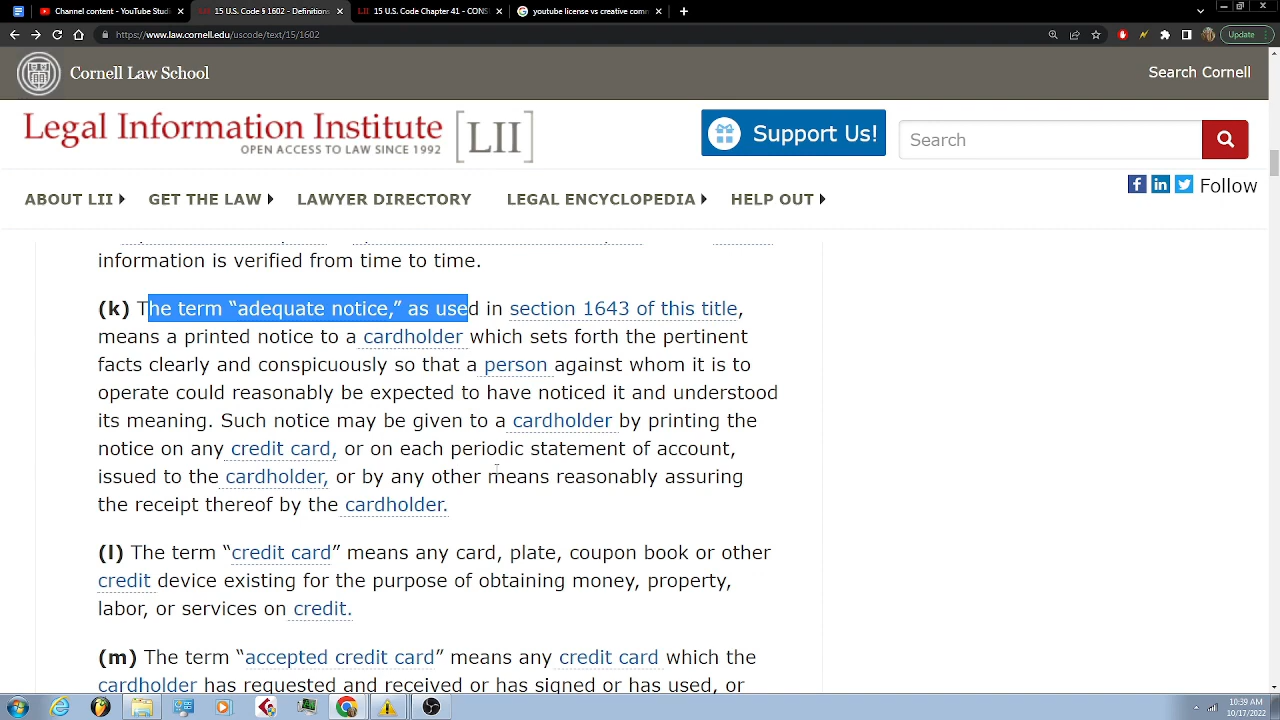 Channel content - YouTube Studi
15 U.S. Code § 1602 - Definitions
15 U.S. Code Chapter 41 - CONS
youtube license vs creative comm
https://www.law.cornell.edu/uscode/text/15/1602
Update
Cornell Law School
Search Cornell
Legal Information Institute [LII]
OPEN ACCESS TO LAW SINCE 1992
Support Us!
Search
ABOUT LII GET THE LAW LAWYER DIRECTORY LEGAL ENCYCLOPEDIA HELP OUT
Follow
information is verified from time to time.
(k) The term “adequate notice,” as used in section 1643 of this title,
means a printed notice to a cardholder which sets forth the pertinent
facts clearly and conspicuously so that a person against whom it is to
operate could reasonably be expected to have noticed it and understood
its meaning. Such notice may be given to a cardholder by printing the
notice on any credit card, or on each periodic statement of account,
issued to the cardholder, or by any other means reasonably assuring
the receipt thereof by the cardholder.
(l) The term “credit card” means any card, plate, coupon book or other
credit device existing for the purpose of obtaining money, property,
labor, or services on credit.
(m) The term “accepted credit card” means any credit card which the
cardholder has requested and received or has signed or has used, or
10:39 AM
10/17/2022